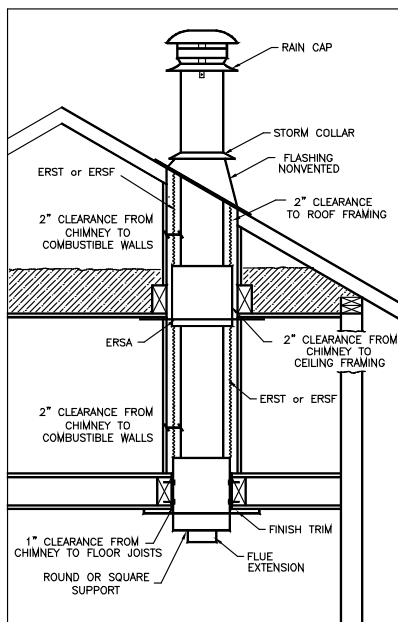 RAIN CAP
STORM COLLAR
FLASHING
NONVENTED
ERST or ERSF
2" CLEARANCE
TO ROOF FRAMING
2" CLEARANCE FROM
CHIMNEY TO
COMBUSTIBLE WALLS
ERSA
2" CLEARANCE FROM
CHIMNEY TO
CEILING FRAMING
ERST or ERSF
2" CLEARANCE FROM
CHIMNEY TO
COMBUSTIBLE WALLS
1" CLEARANCE FROM
CHIMNEY TO FLOOR JOISTS
FINISH TRIM
ROUND OR SQUARE
SUPPORT
FLUE
EXTENSION